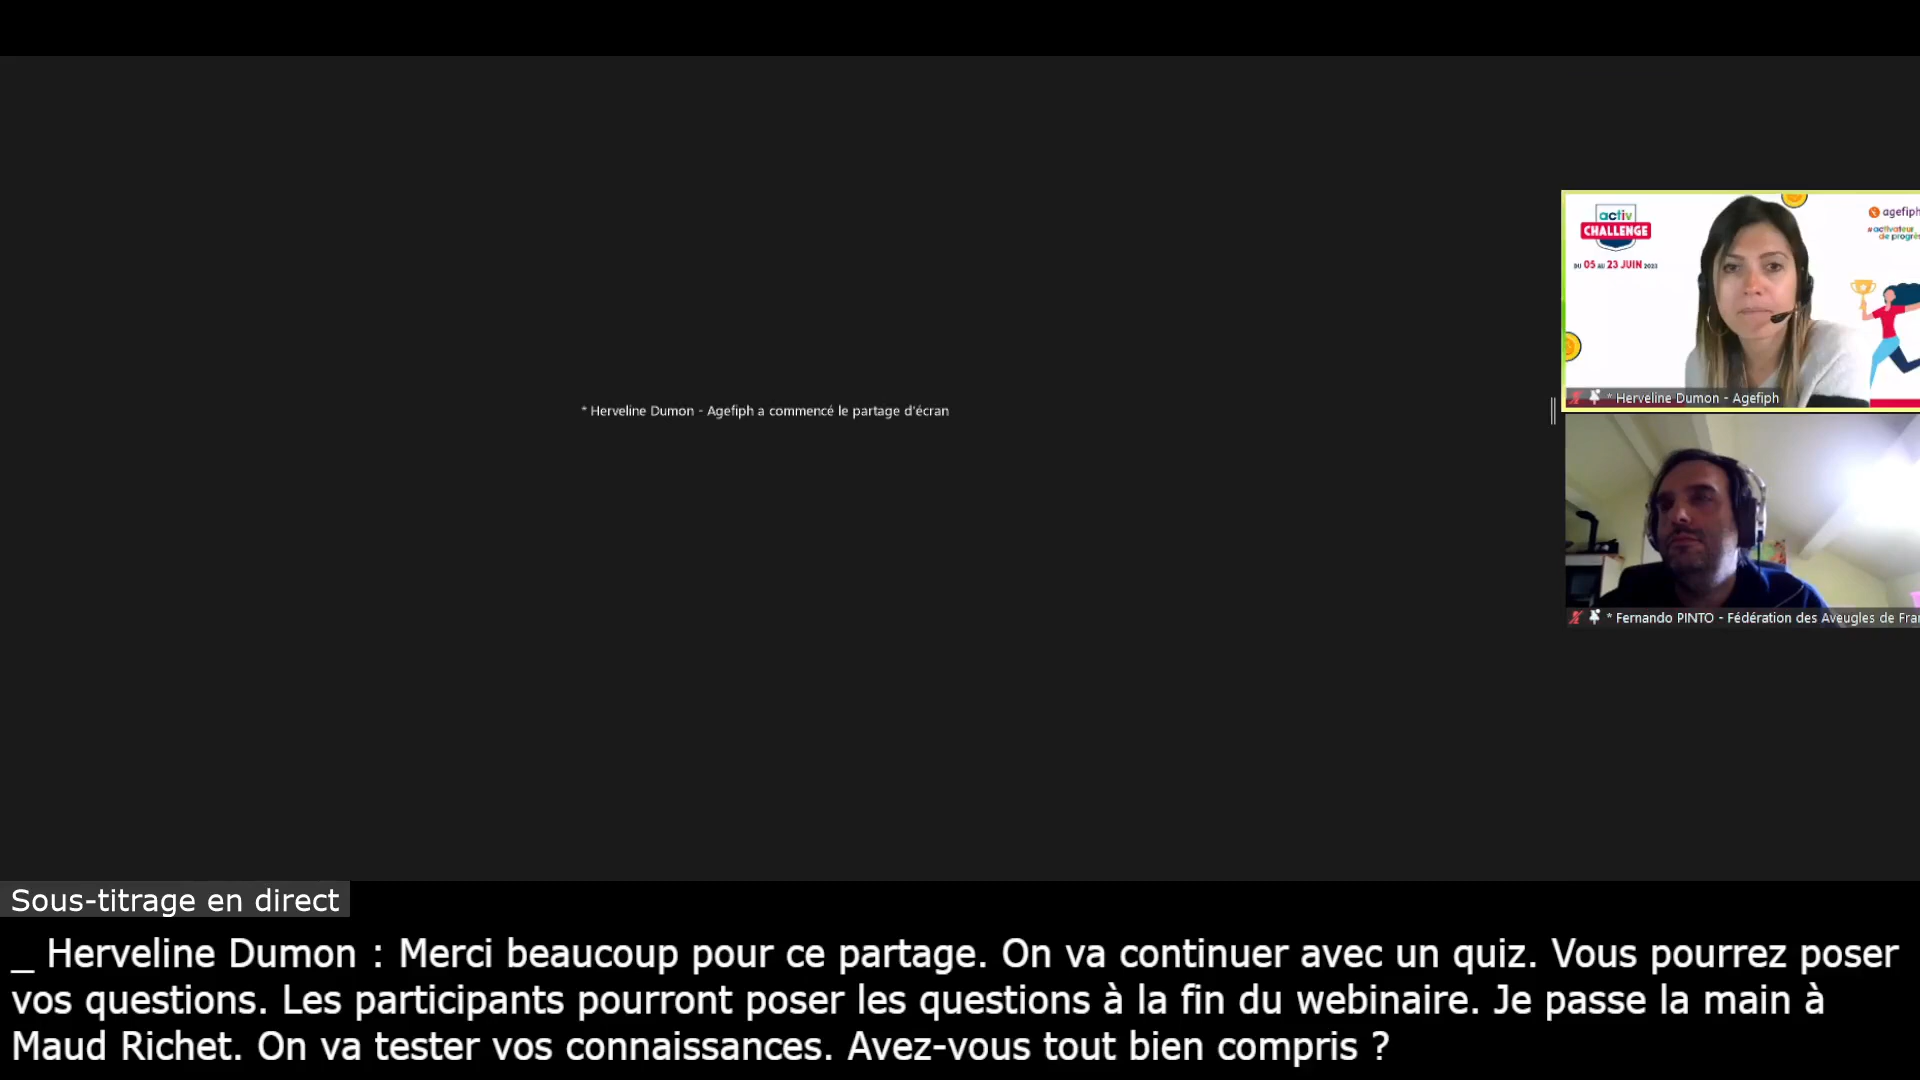 activ
CHALLENGE
DU 05 AU 23 JUIN 2023
agefiph
#activateur
de progrès
* Herveline Dumon - Agefiph
* Herveline Dumon - Agefiph a commencé le partage d'écran
* Fernando PINTO - Fédération des Aveugles de Fra
Sous-titrage en direct
_ Herveline Dumon : Merci beaucoup pour ce partage. On va continuer avec un quiz. Vous pourrez poser
vos questions. Les participants pourront poser les questions à la fin du webinaire. Je passe la main à
Maud Richet. On va tester vos connaissances. Avez-vous tout bien compris ?